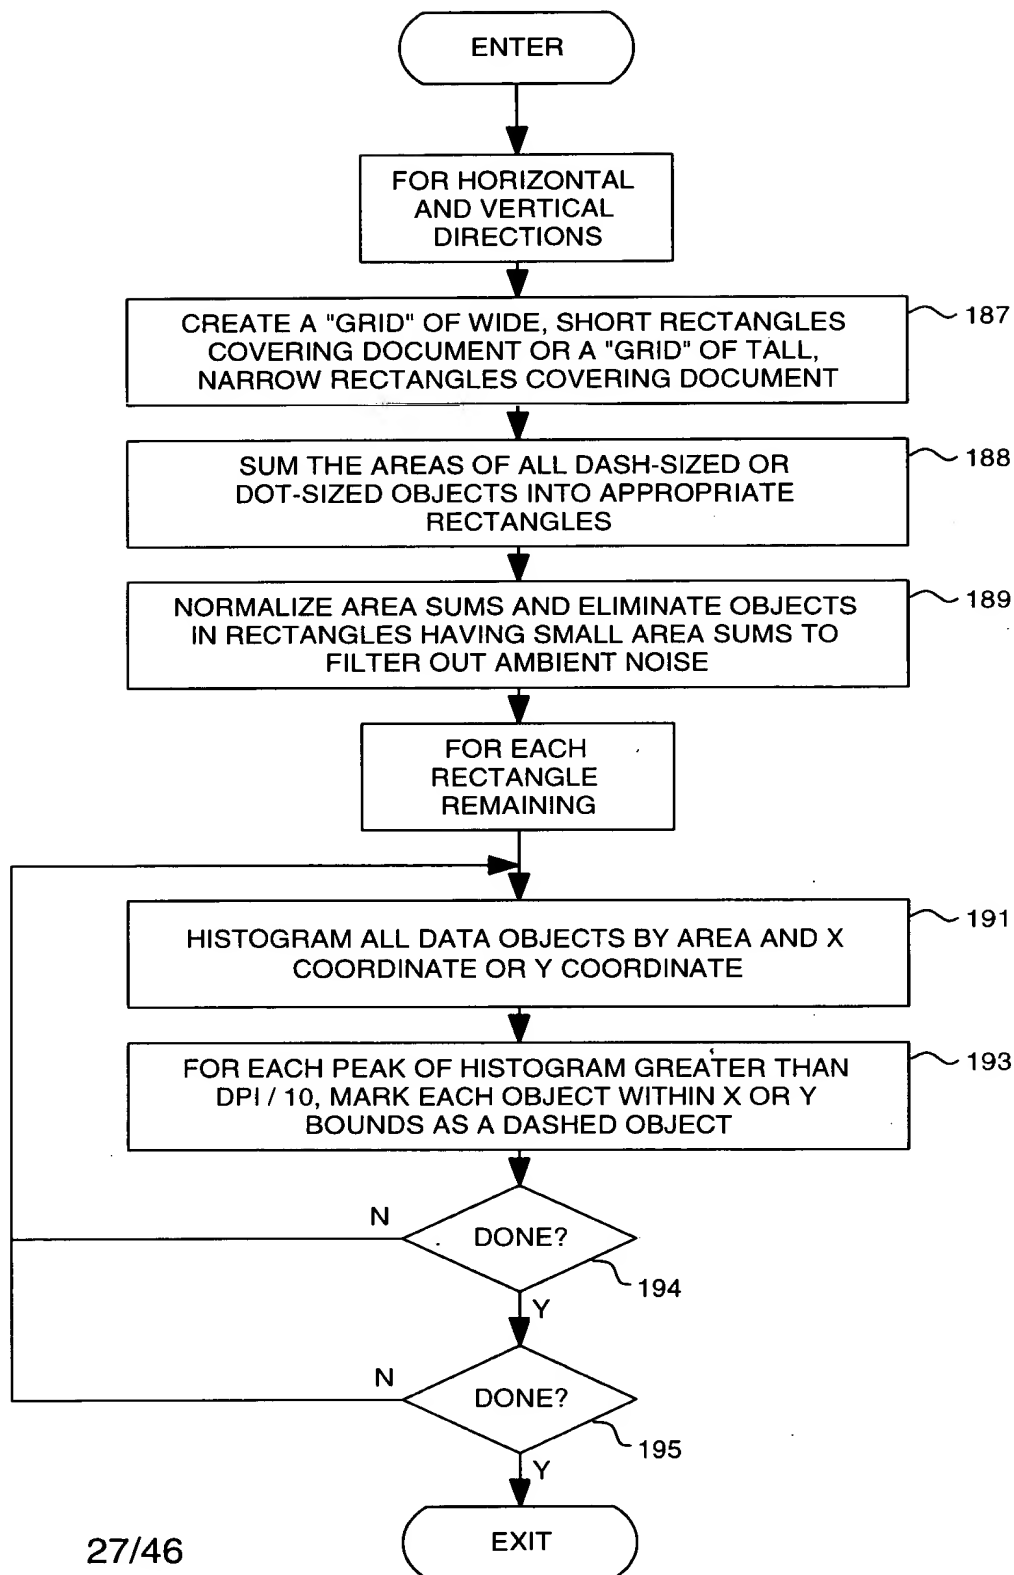 ENTER
FOR HORIZONTAL
AND VERTICAL
DIRECTIONS
CREATE A "GRID" OF WIDE, SHORT RECTANGLES
COVERING DOCUMENT OR A "GRID" OF TALL,
NARROW RECTANGLES COVERING DOCUMENT
187
SUM THE AREAS OF ALL DASH-SIZED OR
DOT-SIZED OBJECTS INTO APPROPRIATE
RECTANGLES
188
NORMALIZE AREA SUMS AND ELIMINATE OBJECTS
IN RECTANGLES HAVING SMALL AREA SUMS TO
FILTER OUT AMBIENT NOISE
189
FOR EACH
RECTANGLE
REMAINING
HISTOGRAM ALL DATA OBJECTS BY AREA AND X
COORDINATE OR Y COORDINATE
191
FOR EACH PEAK OF HISTOGRAM GREATER THAN
DPI / 10, MARK EACH OBJECT WITHIN X OR Y
BOUNDS AS A DASHED OBJECT
193
N
DONE?
194
Y
N
DONE?
195
Y
EXIT
27/46